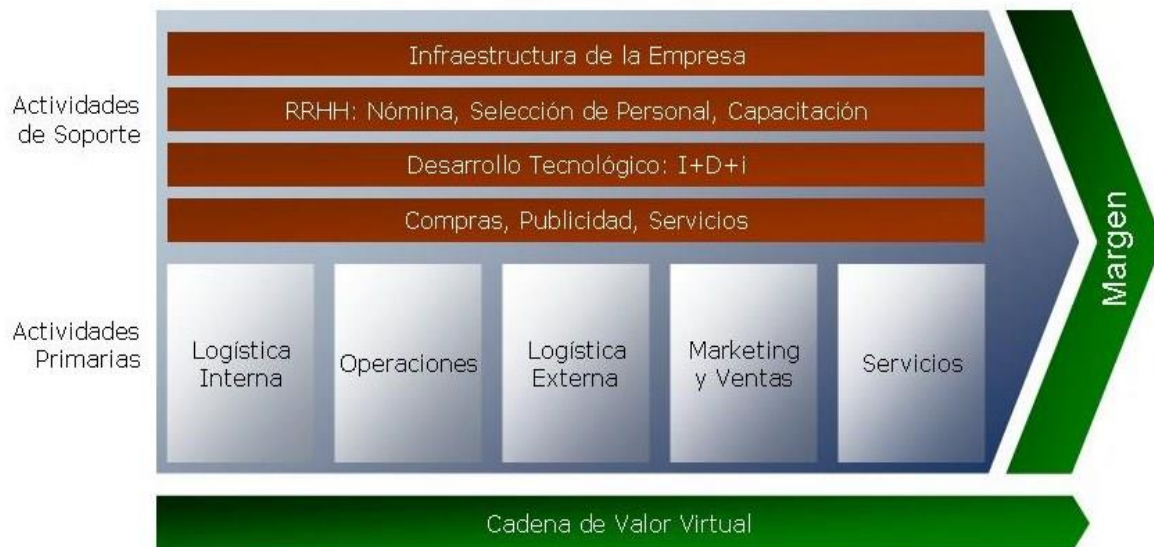 Infraestructura de la Empresa
Actividades
de Soporte
RRHH: Nómina, Selección de Personal, Capacitación
Desarrollo Tecnológico: I+D+i
Compras, Publicidad, Servicios
Margen
Actividades
Primarias
Logística
Interna
Operaciones
Logística
Externa
Marketing
y Ventas
Servicios
Cadena de Valor Virtual